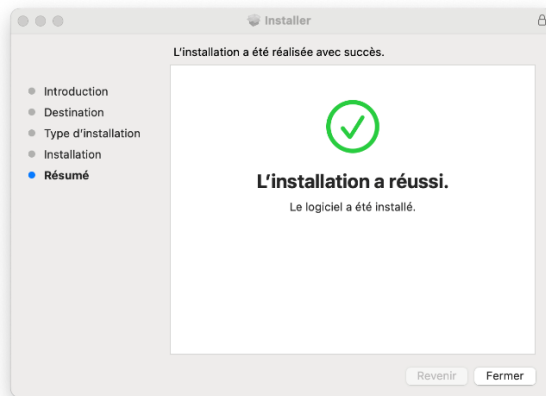 Installer
L'installation a été réalisée avec succès.
Introduction
Destination
Type d'installation
Installation
Résumé
L'installation a réussi.
Le logiciel a été installé.
Revenir
Fermer